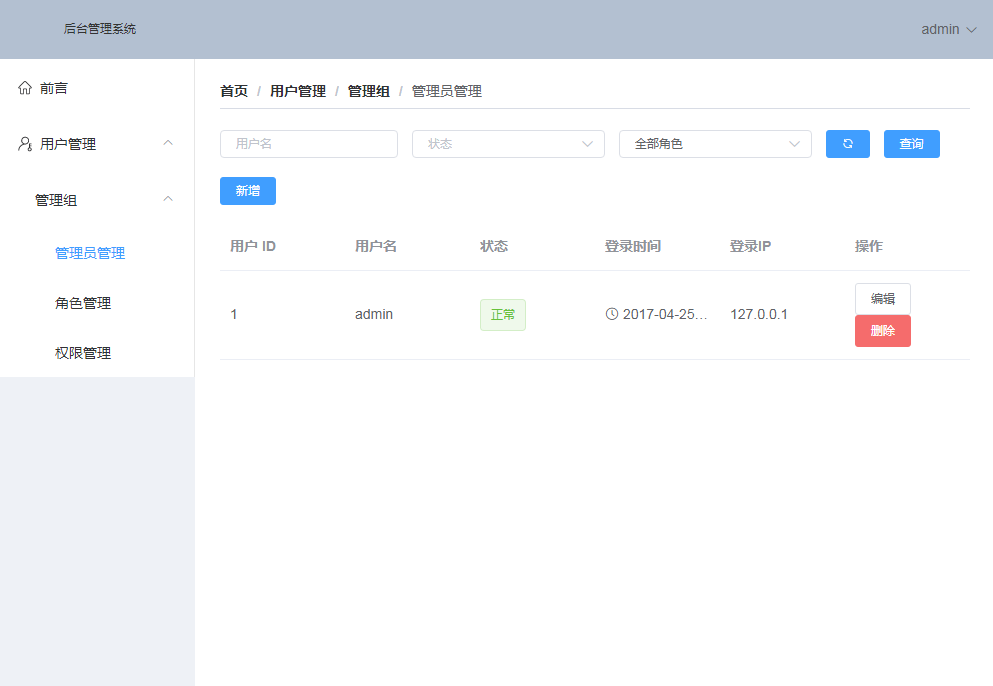 后台管理系统
admin
前言
用户管理
管理组
管理员管理
角色管理
权限管理
首页 / 用户管理 / 管理组 / 管理员管理
用户名 状态 全部角色 查询
新增
用户 ID 用户名 状态 登录时间 登录IP 操作
1 admin 正常 2017-04-25... 127.0.0.1 编辑
删除